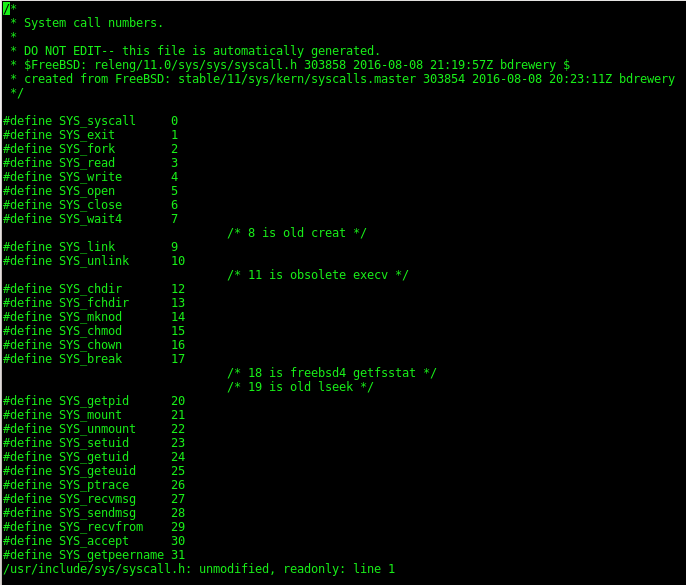 /*
 * System call numbers.
 *
 * DO NOT EDIT-- this file is automatically generated.
 * $FreeBSD: releng/11.0/sys/sys/syscall.h 303858 2016-08-08 21:19:57Z bdrewery $
 * created from FreeBSD: stable/11/sys/kern/syscalls.master 303854 2016-08-08 20:23:11Z bdrewery
 */
#define SYS_syscall     0
#define SYS_exit        1
#define SYS_fork        2
#define SYS_read        3
#define SYS_write       4
#define SYS_open        5
#define SYS_close       6
#define SYS_wait4       7
                                /* 8 is old creat */
#define SYS_link        9
#define SYS_unlink      10
                                /* 11 is obsolete execv */
#define SYS_chdir       12
#define SYS_fchdir      13
#define SYS_mknod       14
#define SYS_chmod       15
#define SYS_chown       16
#define SYS_break       17
                                /* 18 is freebsd4 getfsstat */
                                /* 19 is old lseek */
#define SYS_getpid      20
#define SYS_mount       21
#define SYS_unmount     22
#define SYS_setuid      23
#define SYS_getuid      24
#define SYS_geteuid     25
#define SYS_ptrace      26
#define SYS_recvmsg     27
#define SYS_sendmsg     28
#define SYS_recvfrom    29
#define SYS_accept      30
#define SYS_getpeername 31
/usr/include/sys/syscall.h: unmodified, readonly: line 1